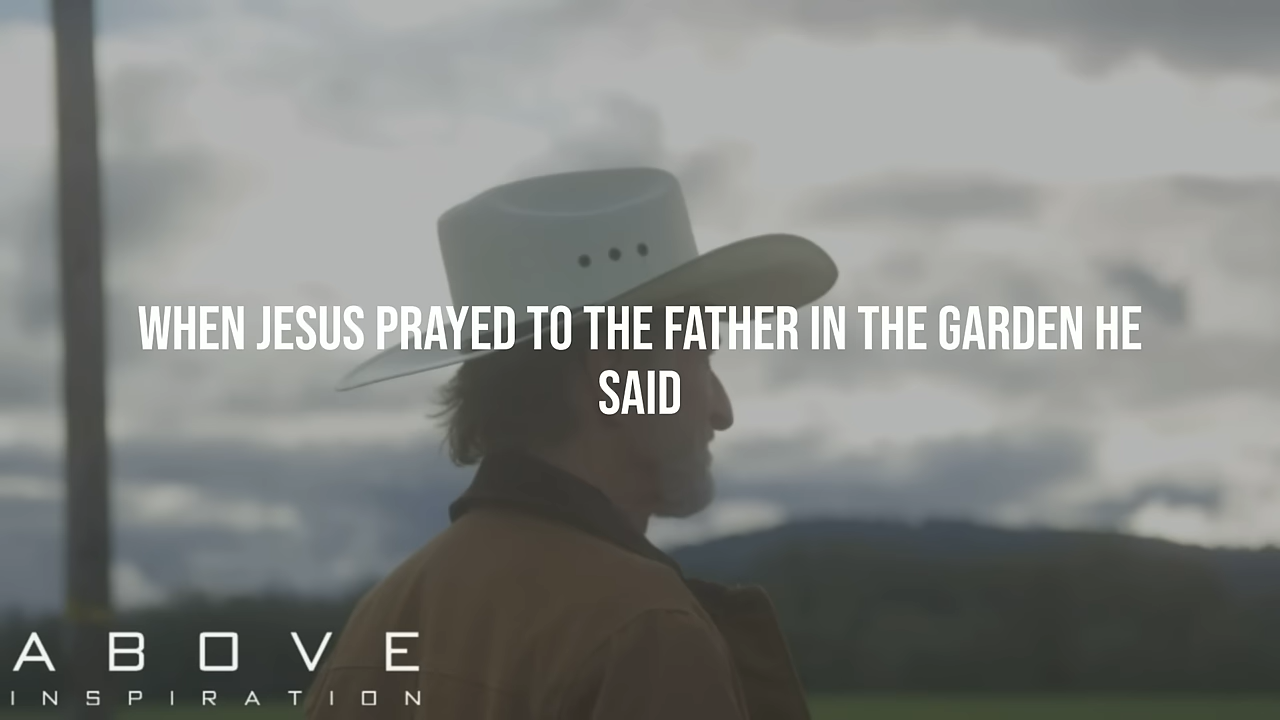 WHEN JESUS PRAYED TO THE FATHER IN THE GARDEN HE
SAID
ABOVE
INSPIRATION